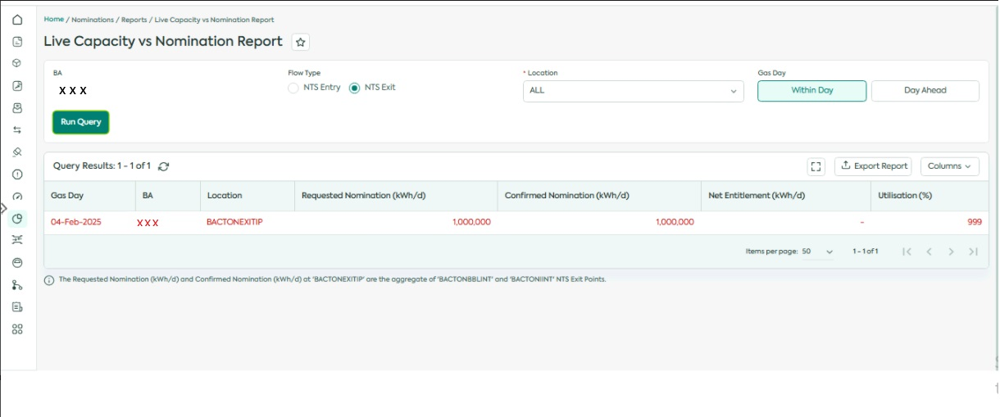 Home / Nominations / Reports / Live Capacity vs Nomination Report
Live Capacity vs Nomination Report
BA Flow Type * Location Gas Day
X X X NTS Entry NTS Exit ALL Within Day Day Ahead
Run Query
Query Results: 1 - 1 of 1 Export Report Columns
Gas Day BA Location Requested Nomination (kWh/d) Confirmed Nomination (kWh/d) Net Entitlement (kWh/d) Utilisation (%)
04-Feb-2025 X X X BACTONEXITIP 1,000,000 1,000,000 - 999
Items per page: 50 1 - 1 of 1
The Requested Nomination (kWh/d) and Confirmed Nomination (kWh/d) at 'BACTONEXITIP' are the aggregate of 'BACTONBBLINT' and 'BACTONIINT' NTS Exit Points.